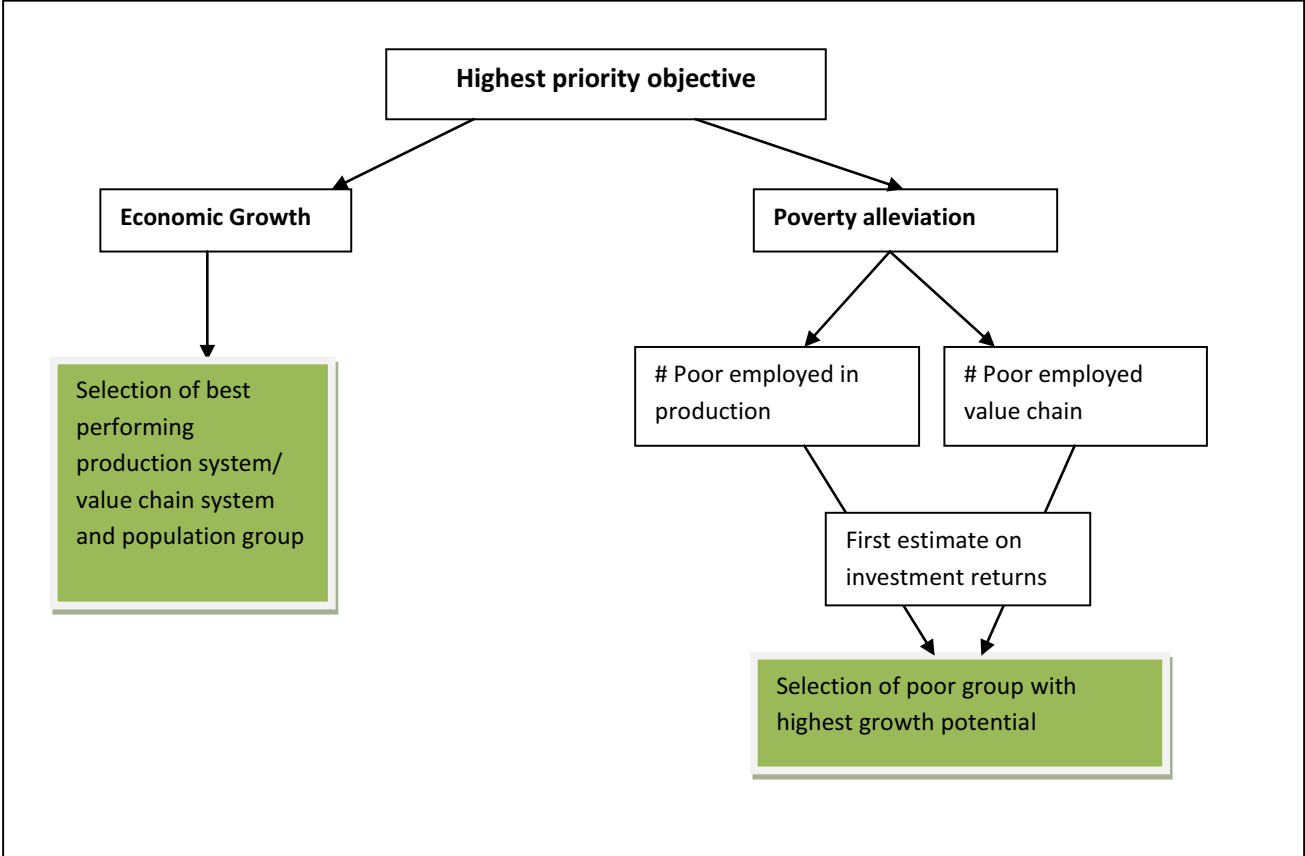 Highest priority objective
Economic Growth
Poverty alleviation
Selection of best
performing
production system/
value chain system
and population group
# Poor employed in
production
# Poor employed
value chain
First estimate on
investment returns
Selection of poor group with
highest growth potential